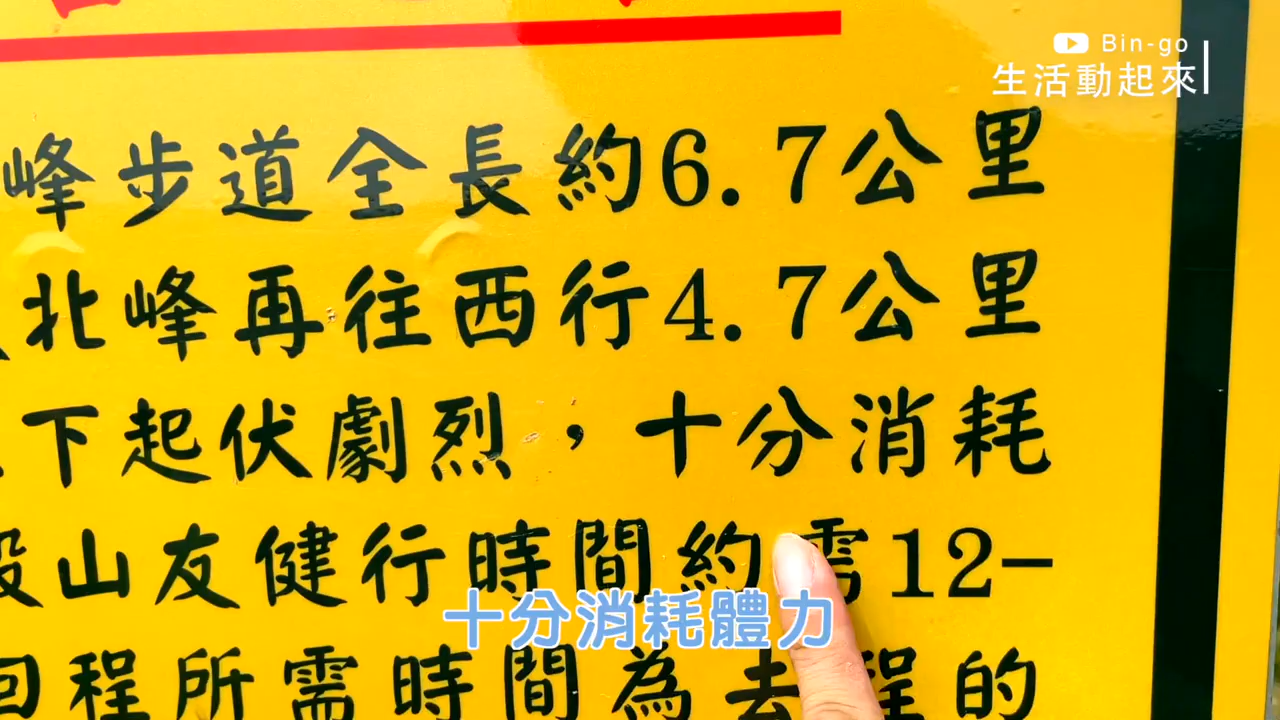 Bin-go
生活動起來
峰步道全長約6.7公里
北峰再往西行4.7公里
下起伏劇烈，十分消耗
般山友健行時間約需12-
十分消耗體力
回程所需時間為去程的